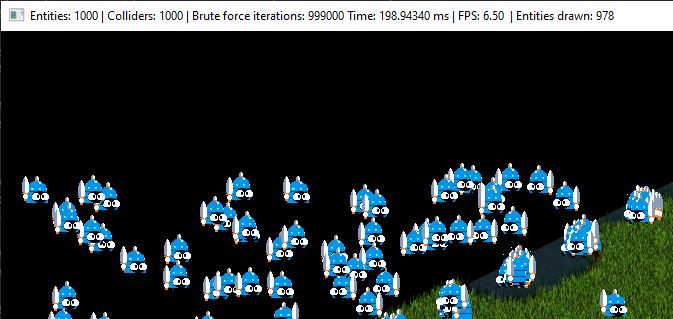 Entities: 1000 | Colliders: 1000 | Brute force iterations: 999000 Time: 198.94340 ms | FPS: 6.50 | Entities drawn: 978